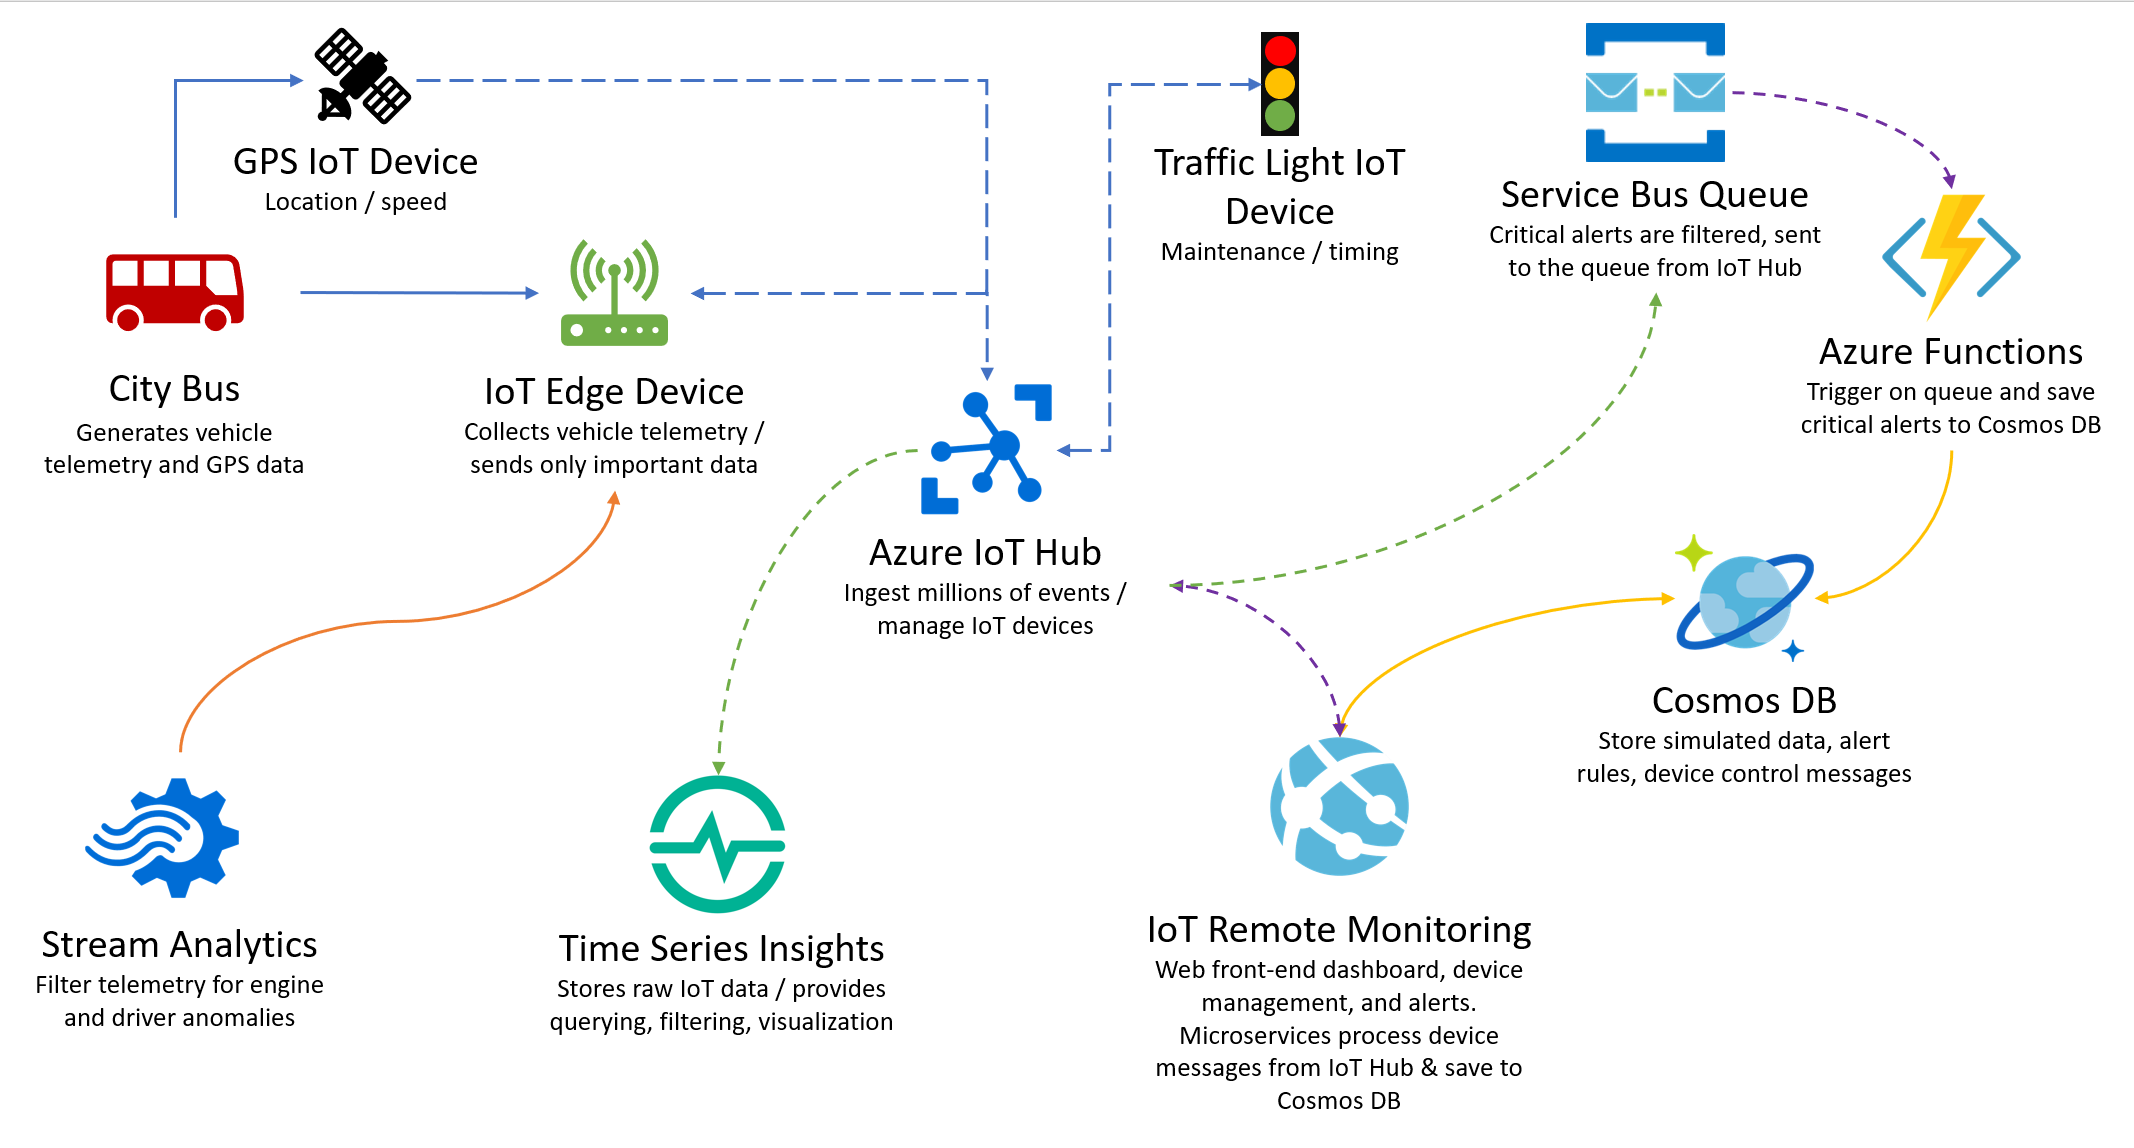 GPS IoT Device
Location / speed
City Bus
Generates vehicle
telemetry and GPS data
IoT Edge Device
Collects vehicle telemetry /
sends only important data
Azure IoT Hub
Ingest millions of events /
manage IoT devices
Traffic Light IoT
Device
Maintenance / timing
Service Bus Queue
Critical alerts are filtered, sent
to the queue from IoT Hub
Azure Functions
Trigger on queue and save
critical alerts to Cosmos DB
Cosmos DB
Store simulated data, alert
rules, device control messages
Stream Analytics
Filter telemetry for engine
and driver anomalies
Time Series Insights
Stores raw IoT data / provides
querying, filtering, visualization
IoT Remote Monitoring
Web front-end dashboard, device
management, and alerts.
Microservices process device
messages from IoT Hub & save to
Cosmos DB